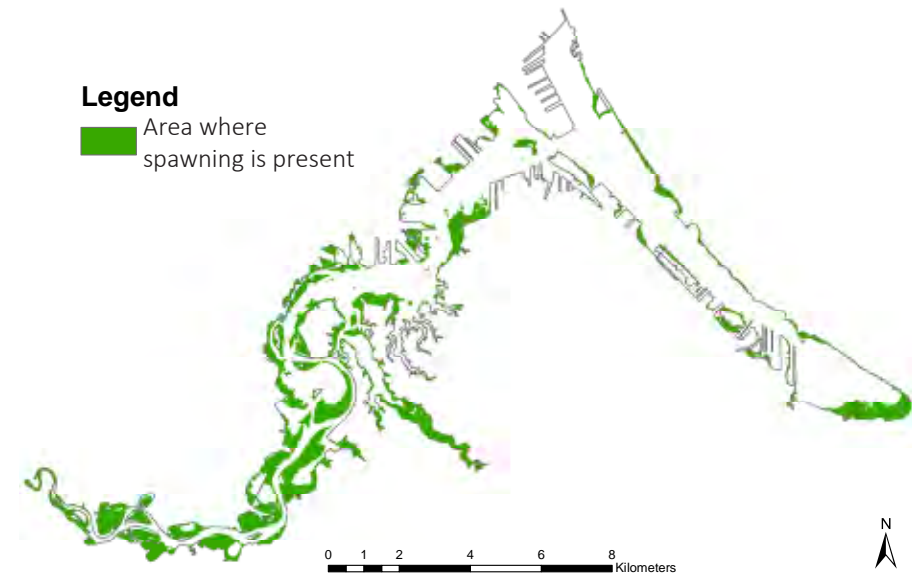 Legend
Area where
spawning is present
N
0 1 2 4 6 8
Kilometers